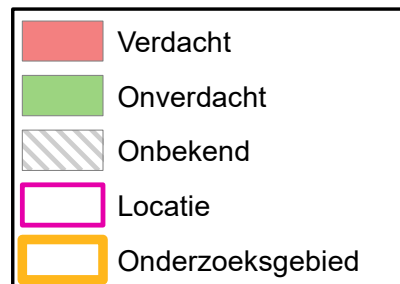 Verdacht
Onverdacht
Onbekend
Locatie
Onderzoeksgebied